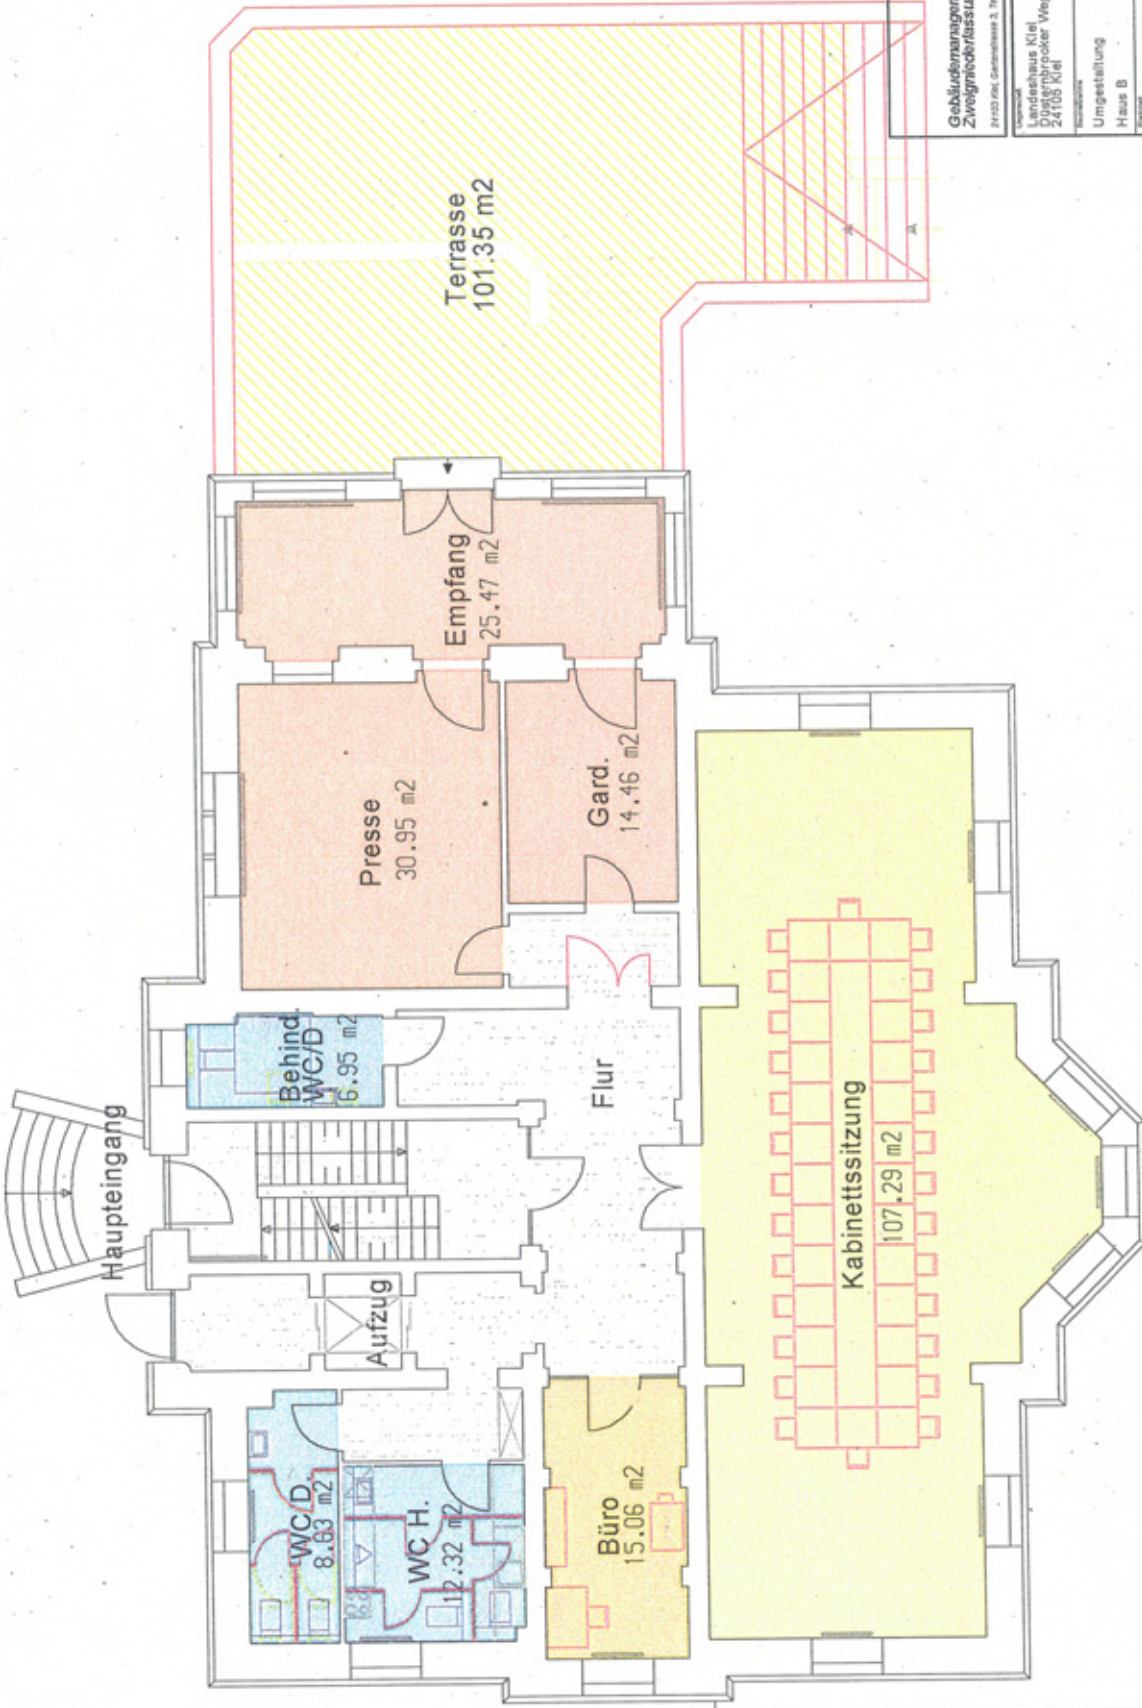 Haupteingang
WC D.
8.63 m2
WC H.
12.32 m2
Aufzug
Behind.
WC/D
6.95 m2
Presse
30.95 m2
Empfang
25.47 m2
Terrasse
101.35 m2
Büro
15.06 m2
Flur
Gard.
14.46 m2
Kabinettssitzung
107.29 m2
Landeshaus Kiel
24105 Kiel
Umgestaltung
Haus B